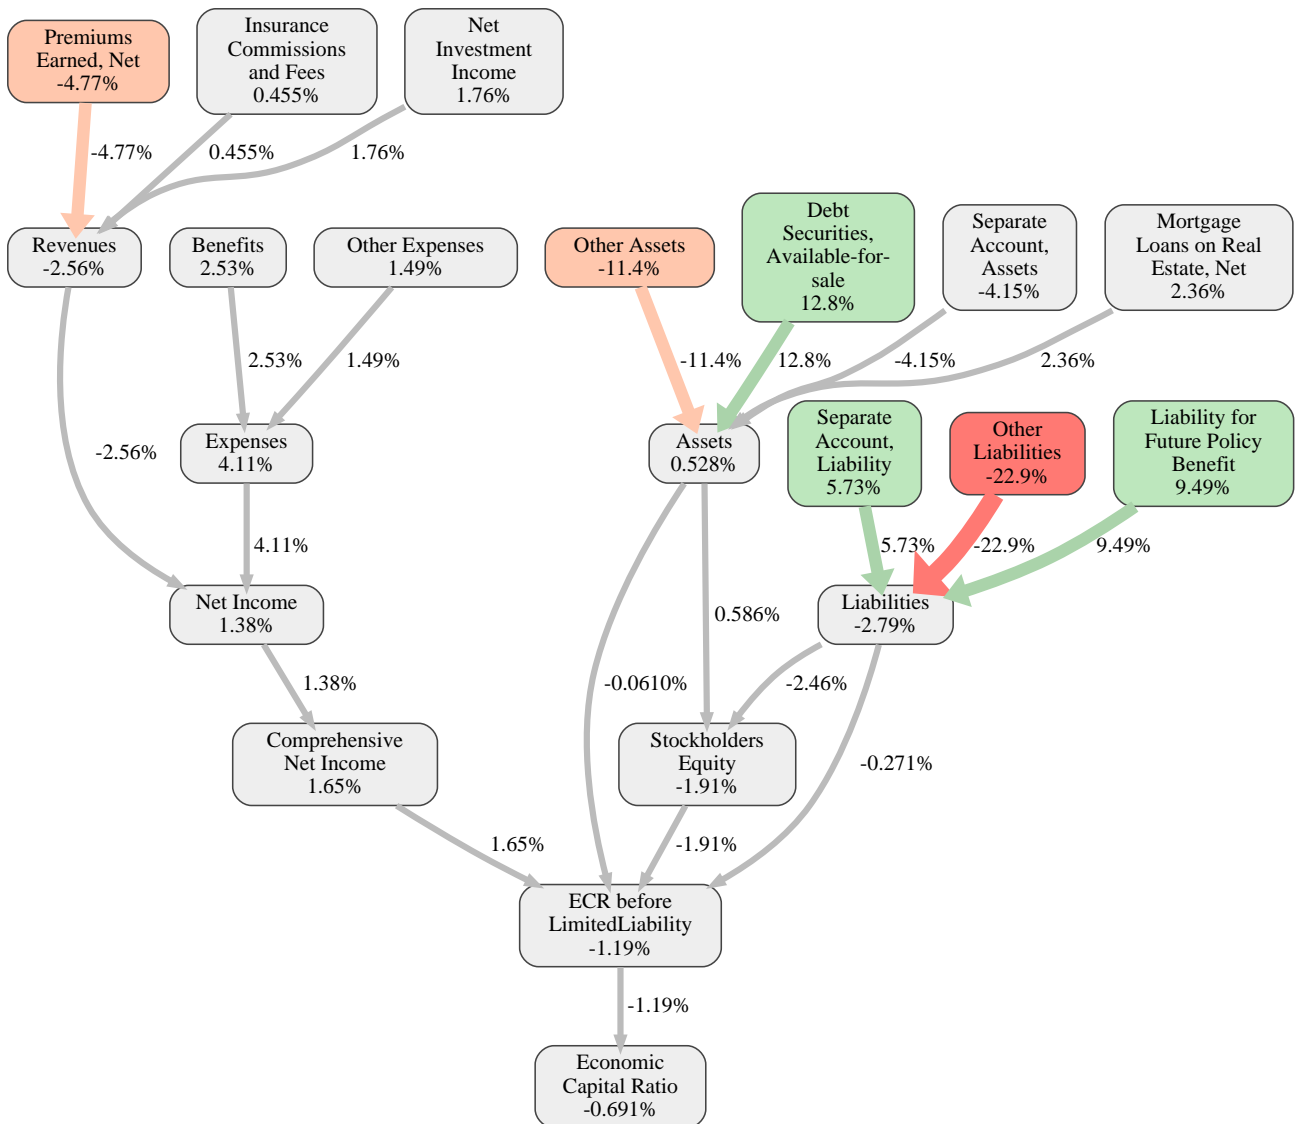 Premiums
Earned, Net
-4.77%
Insurance
Commissions
and Fees
0.455%
Net
Investment
Income
1.76%
-4.77%
0.455%
1.76%
Revenues
-2.56%
Benefits
2.53%
Other Expenses
1.49%
Other Assets
-11.4%
Debt
Securities,
Available-for-
sale
12.8%
Separate
Account,
Assets
-4.15%
Mortgage
Loans on Real
Estate, Net
2.36%
2.53%
1.49%
-11.4%
12.8%
-4.15%
2.36%
-2.56%
Expenses
4.11%
Assets
0.528%
Separate
Account,
Liability
5.73%
Other
Liabilities
-22.9%
Liability for
Future Policy
Benefit
9.49%
4.11%
5.73%
-22.9%
9.49%
Net Income
1.38%
0.586%
Liabilities
-2.79%
1.38%
-0.0610%
-2.46%
Comprehensive
Net Income
1.65%
Stockholders
Equity
-1.91%
-0.271%
1.65%
-1.91%
ECR before
LimitedLiability
-1.19%
-1.19%
Economic
Capital Ratio
-0.691%